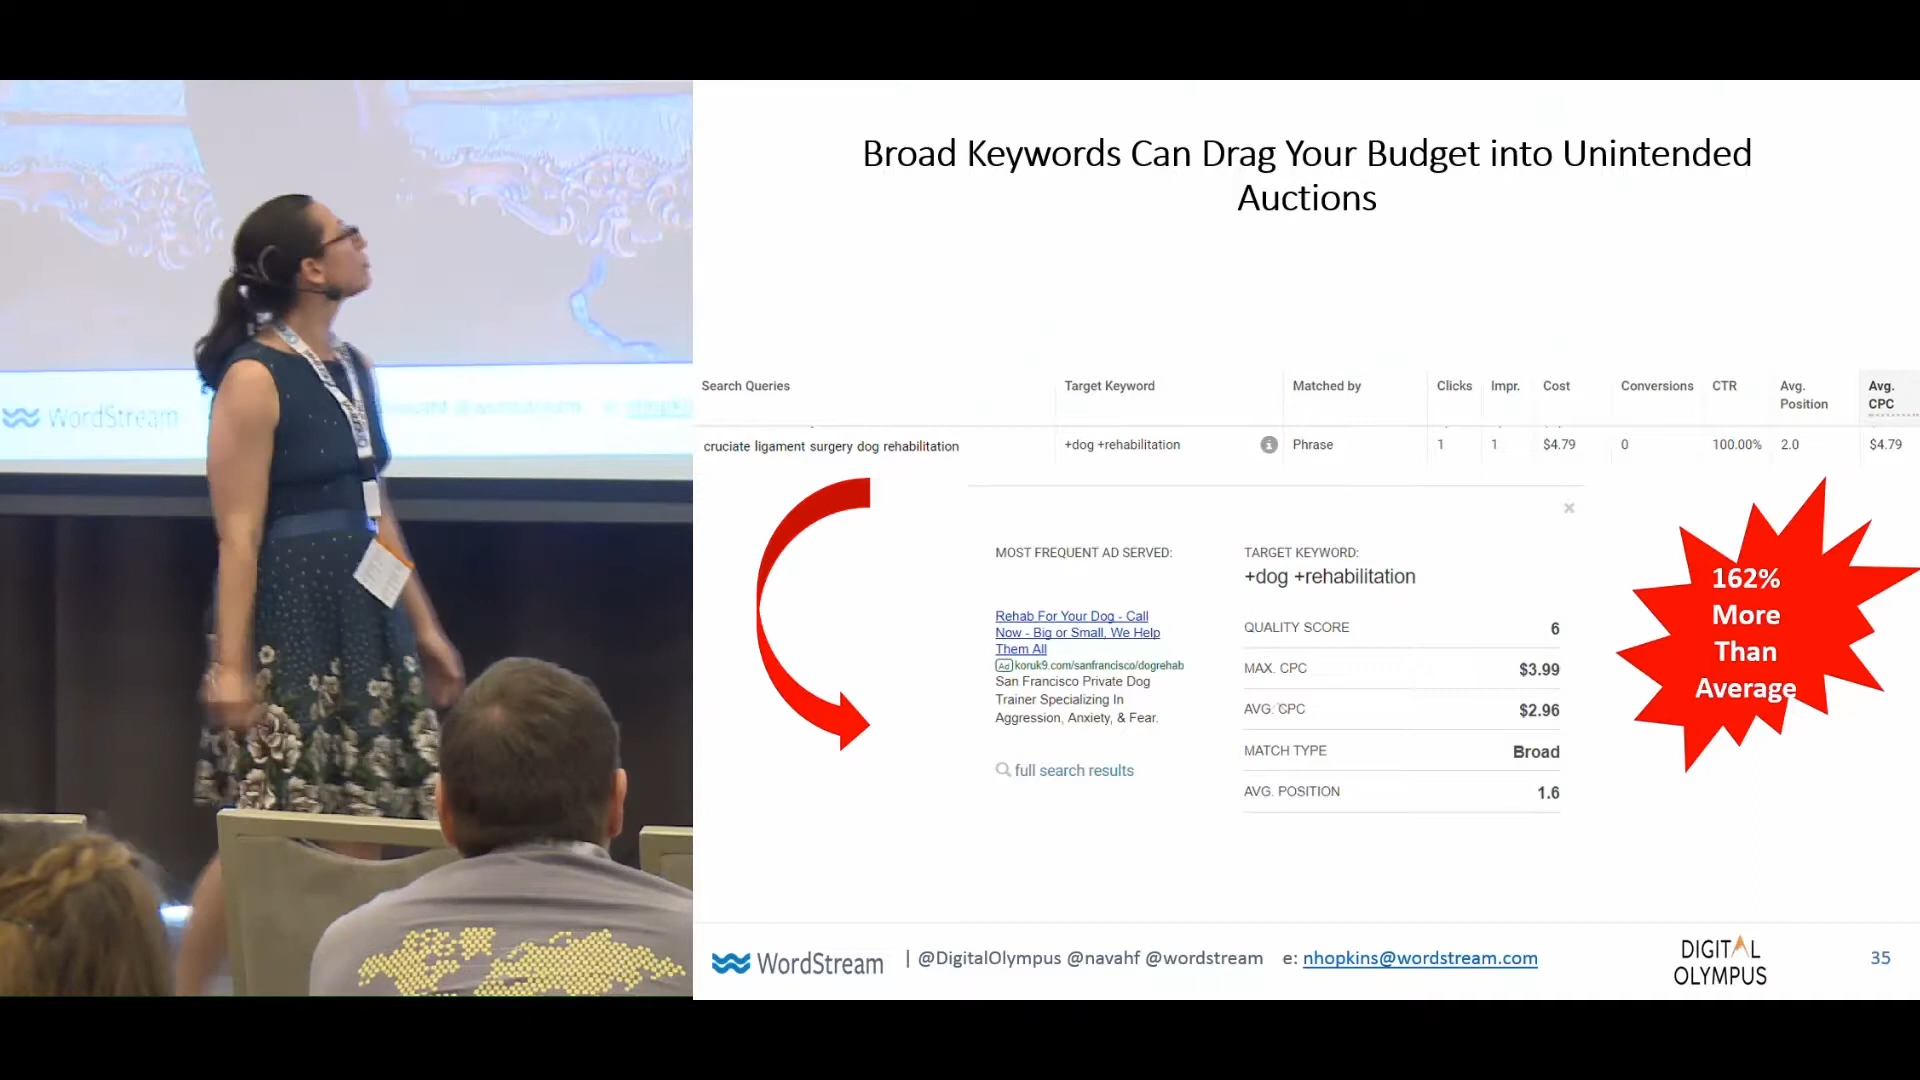 Broad Keywords Can Drag Your Budget into Unintended
Auctions
Search Queries Target Keyword Matched by Clicks Impr. Cost Conversions CTR Avg. Position Avg. CPC
cruciate ligament surgery dog rehabilitation +dog +rehabilitation Phrase 1 1 $4.79 0 100.00% 2.0 $4.79
MOST FREQUENT AD SERVED:
Rehab For Your Dog - Call
Now - Big or Small, We Help
Them All
Ad koruk9.com/sanfrancisco/dogrehab
San Francisco Private Dog
Trainer Specializing In
Aggression, Anxiety, & Fear.
full search results
TARGET KEYWORD:
+dog +rehabilitation
QUALITY SCORE 6
MAX. CPC $3.99
AVG. CPC $2.96
MATCH TYPE Broad
AVG. POSITION 1.6
162%
More
Than
Average
WordStream
WordStream | @DigitalOlympus @navahf @wordstream e: nhopkins@wordstream.com
DIGITAL
OLYMPUS
35